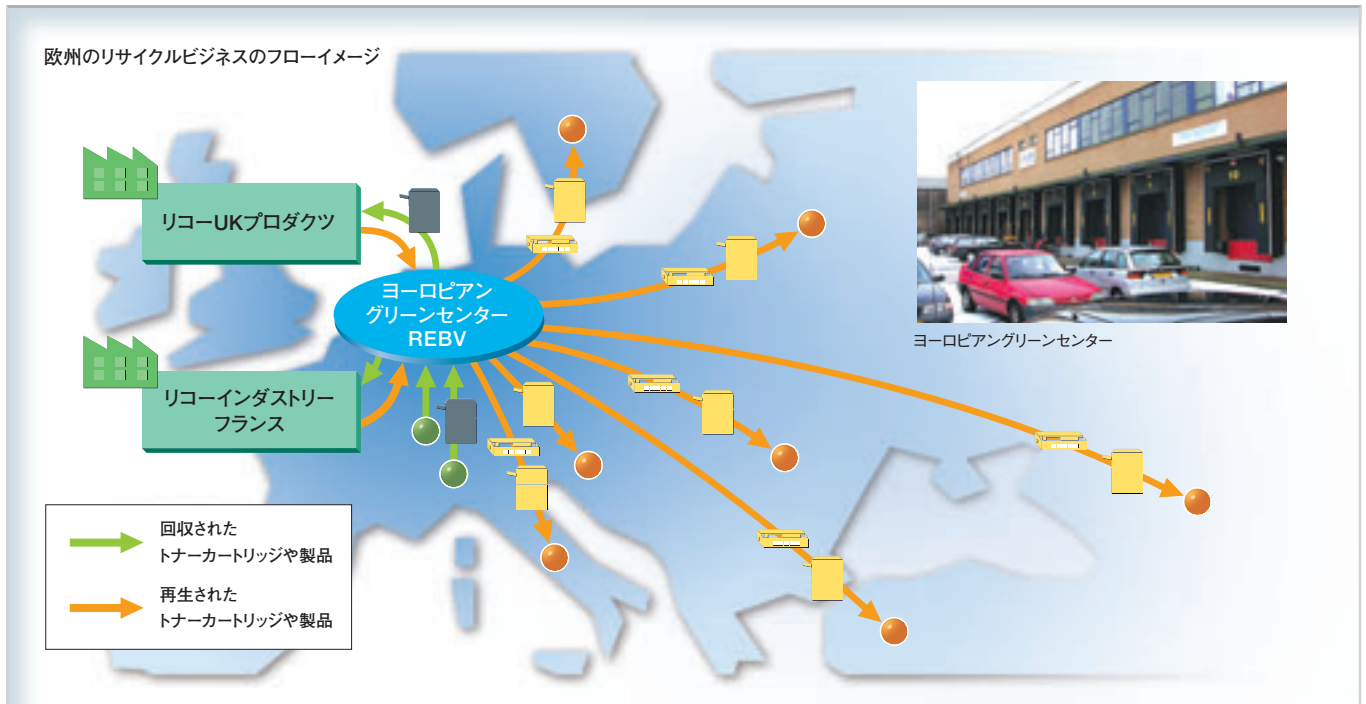 欧州のリサイクルビジネスのフローイメージ
リコーUKプロダクツ
ヨーロピアン
グリーンセンター
REBV
ヨーロピアングリーンセンター
リコーインダストリー
フランス
回収された
トナーカートリッジや製品
再生された
トナーカートリッジや製品